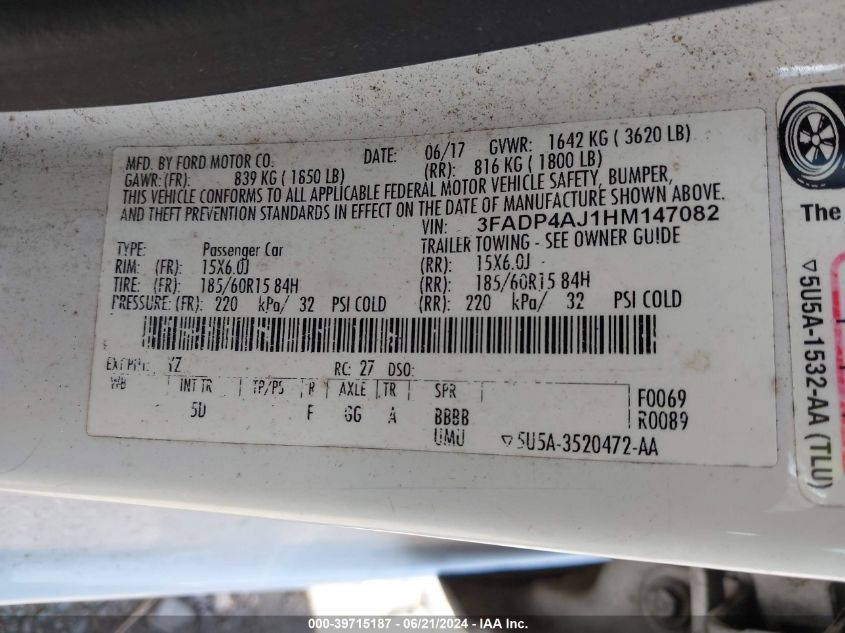 MFD. BY FORD MOTOR CO. DATE: 06/17 GVWR: 1642 KG ( 3620 LB)
GAWR:(FR): 839 KG ( 1850 LB) (RR): 816 KG ( 1800 LB)
THIS VEHICLE CONFORMS TO ALL APPLICABLE FEDERAL MOTOR VEHICLE SAFETY, BUMPER,
AND THEFT PREVENTION STANDARDS IN EFFECT ON THE DATE OF MANUFACTURE SHOWN ABOVE.
VIN: 3FADP4AJ1HM147082
TYPE: Passenger Car TRAILER TOWING - SEE OWNER GUIDE
RIM: (FR): 15X6.0J (RR): 15X6.0J
TIRE: (FR): 185/60R15 84H (RR): 185/60R15 84H
PRESSURE: (FR): 220 kPa/ 32 PSI COLD (RR): 220 kPa/ 32 PSI COLD
EXT PNT: YZ RC: 27 DSO:
WB INT TR TP/PS R AXLE TR SPR F0069
5D F GG A BBBB R0089
UMU ▽5U5A-3520472-AA
The
▽5U5A-1532-AA (TLU)
000-39715187 - 06/21/2024 - IAAI, Inc.